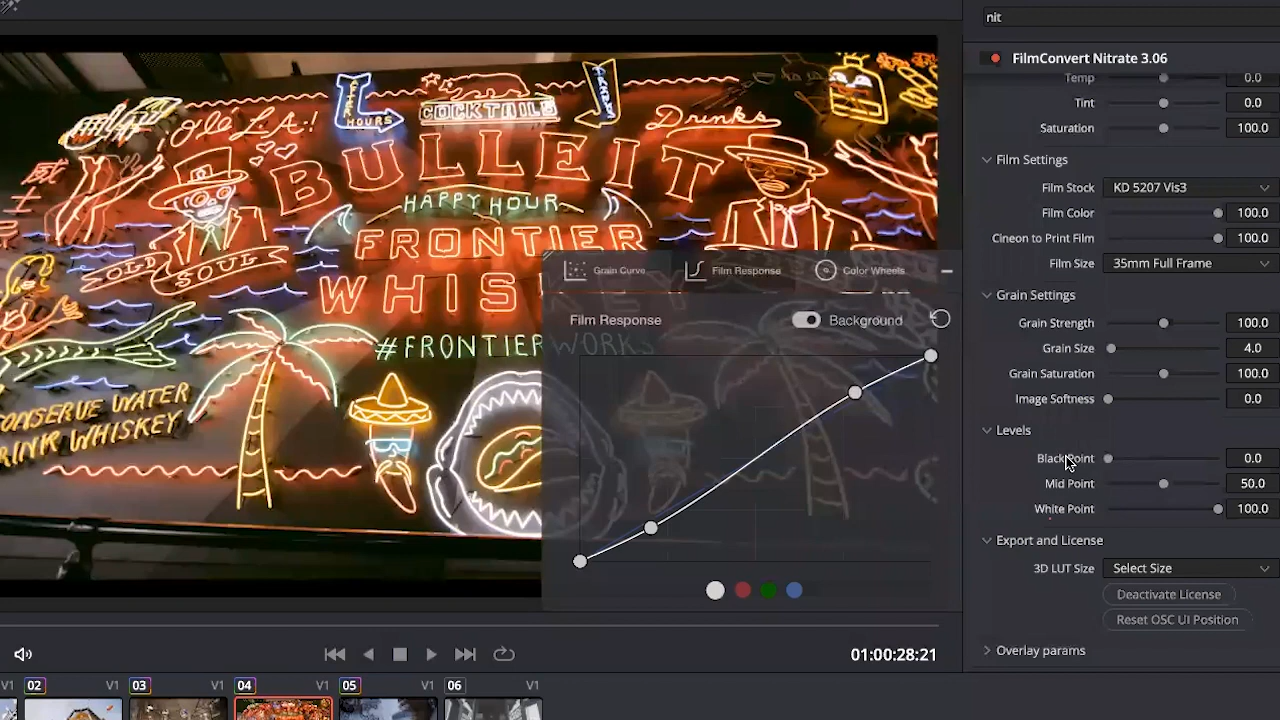 nit
FilmConvert Nitrate 3.06
Temp 0.0
Tint 0.0
Saturation 100.0
Film Settings
Film Stock KD 5207 Vis3
Film Color 100.0
Cineon to Print Film 100.0
Film Size 35mm Full Frame
Grain Settings
Grain Strength 100.0
Grain Size 4.0
Grain Saturation 100.0
Image Softness 0.0
Levels
Black Point 0.0
Mid Point 50.0
White Point 100.0
Export and License
3D LUT Size Select Size
Deactivate License
Reset OSC UI Position
Overlay params
AFTER
HOURS
COCKTAILS
Ole L.A.!
Drinks
BULLEIT
HAPPY HOUR
FRONTIER
OLD SOUL
WHIS
#FRONTIERWORKS
CONSERVE WATER
DRINK WHISKEY
Grain Curve
Film Response
Color Wheels
Film Response
Background
01:00:28:21
V1
02 V1
03 V1
04 V1
05 V1
06 V1